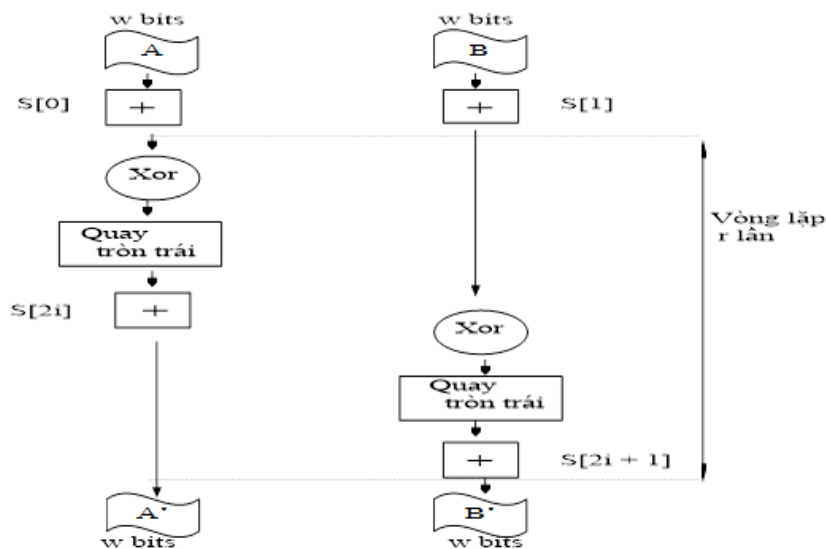 w bits
w bits
A
B
S[0]
+
+
S[1]
Xor
Quay
tròn trái
Vòng lặp
r lần
S[2i]
+
Xor
Quay
tròn trái
+
S[2i + 1]
A'
B'
w bits
w bits